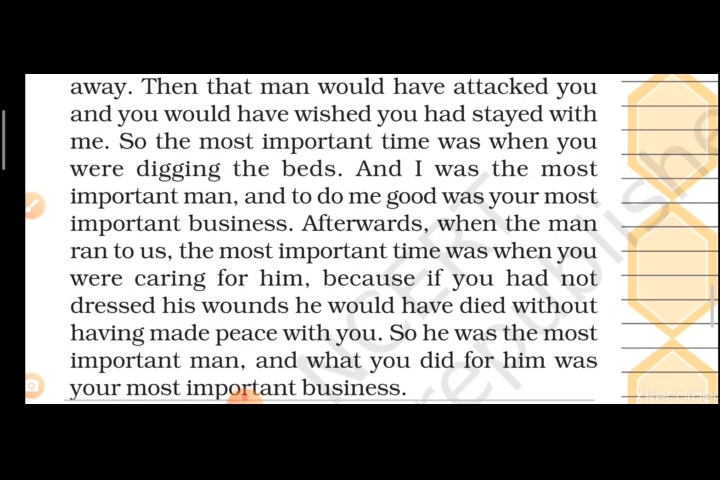 away. Then that man would have attacked you
and you would have wished you had stayed with
me. So the most important time was when you
were digging the beds. And I was the most
important man, and to do me good was your most
important business. Afterwards, when the man
ran to us, the most important time was when you
were caring for him, because if you had not
dressed his wounds he would have died without
having made peace with you. So he was the most
important man, and what you did for him was
your most important business.
NCERT
republishe